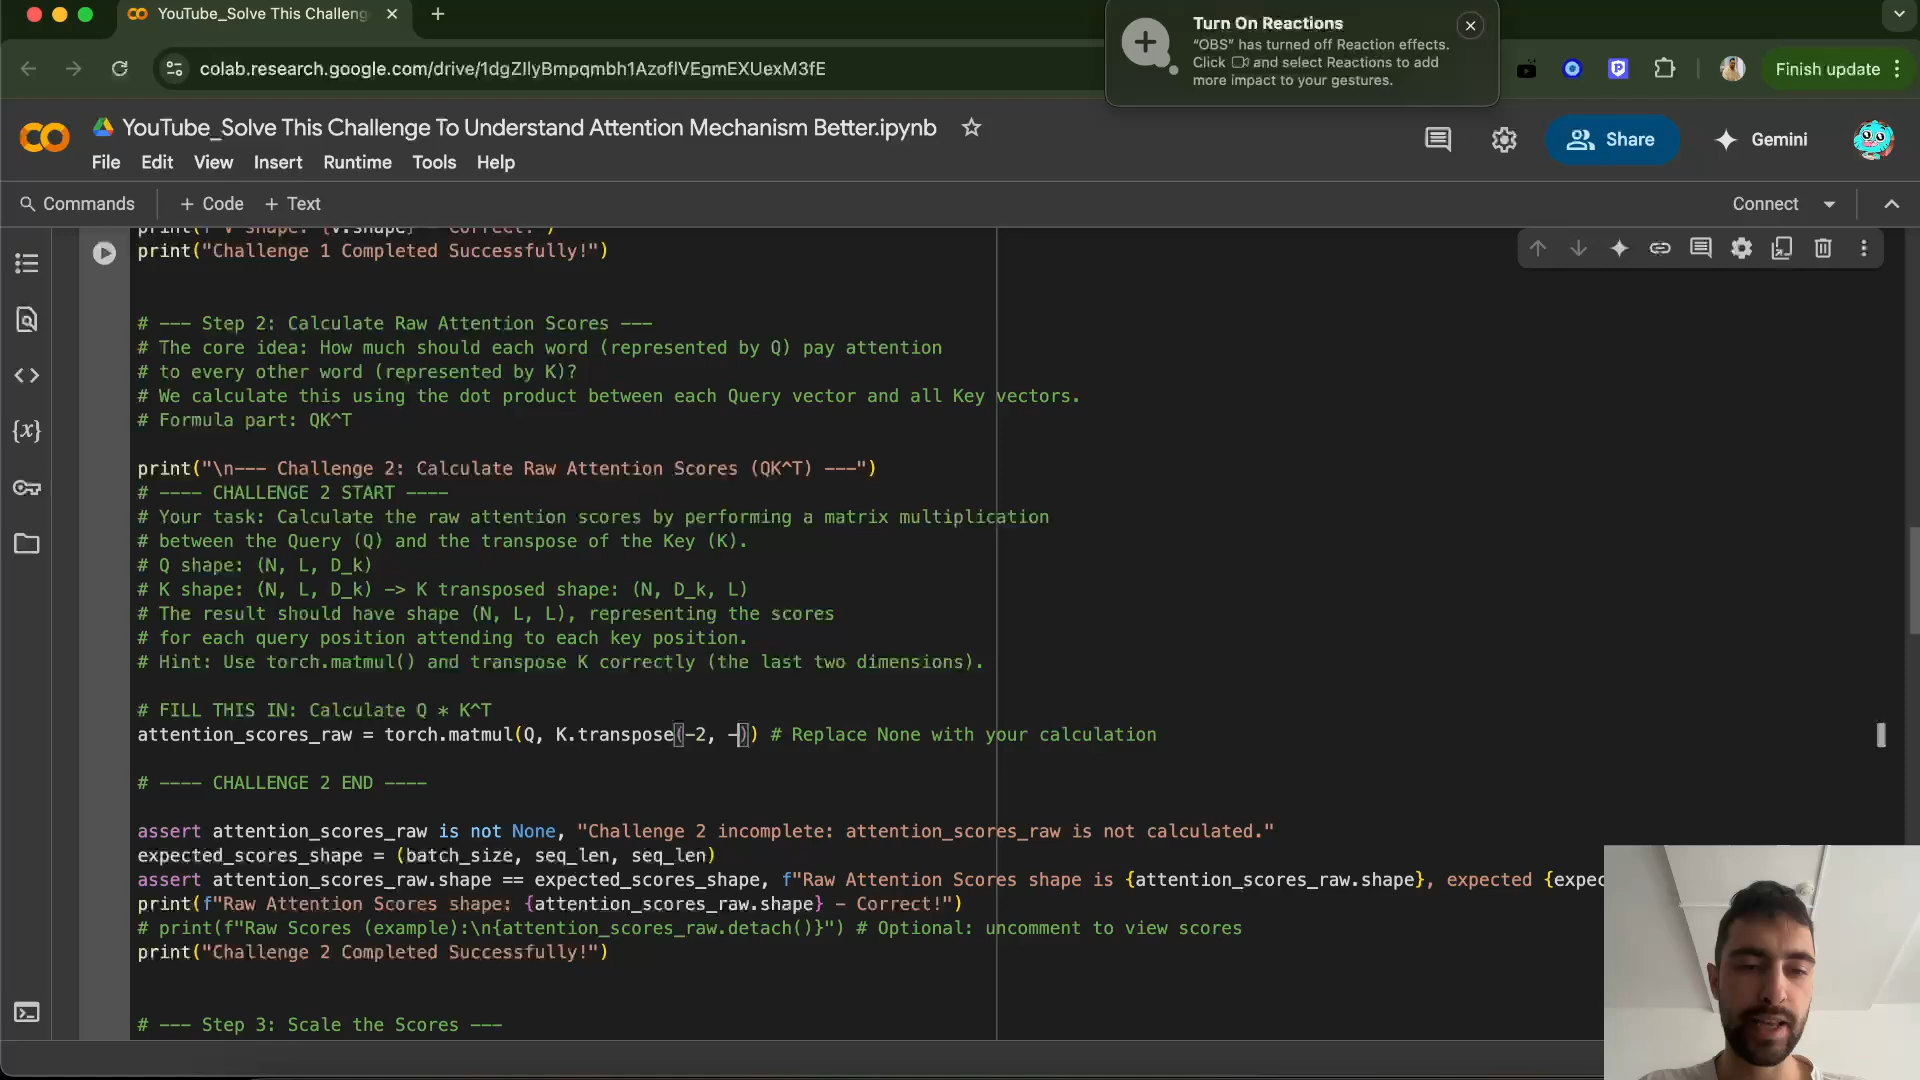 YouTube_Solve This Challeng
Turn On Reactions
"OBS" has turned off Reaction effects.
Click and select Reactions to add
more impact to your gestures.
colab.research.google.com/drive/1dgZIlyBmpqmbh1AzoflVEgmEXUexM3fE
Finish update
YouTube_Solve This Challenge To Understand Attention Mechanism Better.ipynb
Share
Gemini
File Edit View Insert Runtime Tools Help
Commands + Code + Text
Connect
print(f"V shape: {V.shape} - Correct!")
print("Challenge 1 Completed Successfully!")
# --- Step 2: Calculate Raw Attention Scores ---
# The core idea: How much should each word (represented by Q) pay attention
# to every other word (represented by K)?
# We calculate this using the dot product between each Query vector and all Key vectors.
# Formula part: QK^T
print("\n--- Challenge 2: Calculate Raw Attention Scores (QK^T) ---")
# ---- CHALLENGE 2 START ----
# Your task: Calculate the raw attention scores by performing a matrix multiplication
# between the Query (Q) and the transpose of the Key (K).
# Q shape: (N, L, D_k)
# K shape: (N, L, D_k) -> K transposed shape: (N, D_k, L)
# The result should have shape (N, L, L), representing the scores
# for each query position attending to each key position.
# Hint: Use torch.matmul() and transpose K correctly (the last two dimensions).
# FILL THIS IN: Calculate Q * K^T
attention_scores_raw = torch.matmul(Q, K.transpose(-2, -)) # Replace None with your calculation
# ---- CHALLENGE 2 END ----
assert attention_scores_raw is not None, "Challenge 2 incomplete: attention_scores_raw is not calculated."
expected_scores_shape = (batch_size, seq_len, seq_len)
assert attention_scores_raw.shape == expected_scores_shape, f"Raw Attention Scores shape is {attention_scores_raw.shape}, expected {expec
print(f"Raw Attention Scores shape: {attention_scores_raw.shape} - Correct!")
# print(f"Raw Scores (example):\n{attention_scores_raw.detach()}") # Optional: uncomment to view scores
print("Challenge 2 Completed Successfully!")
# --- Step 3: Scale the Scores ---